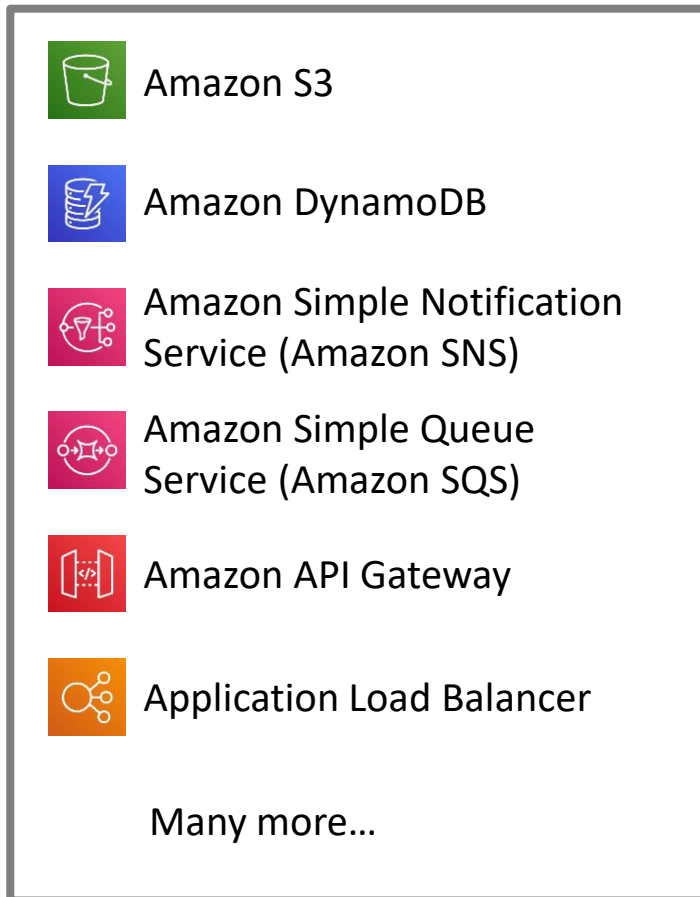 Amazon S3
Amazon DynamoDB
Amazon Simple Notification
Service (Amazon SNS)
Amazon Simple Queue
Service (Amazon SQS)
</>
Amazon API Gateway
Application Load Balancer
Many more…